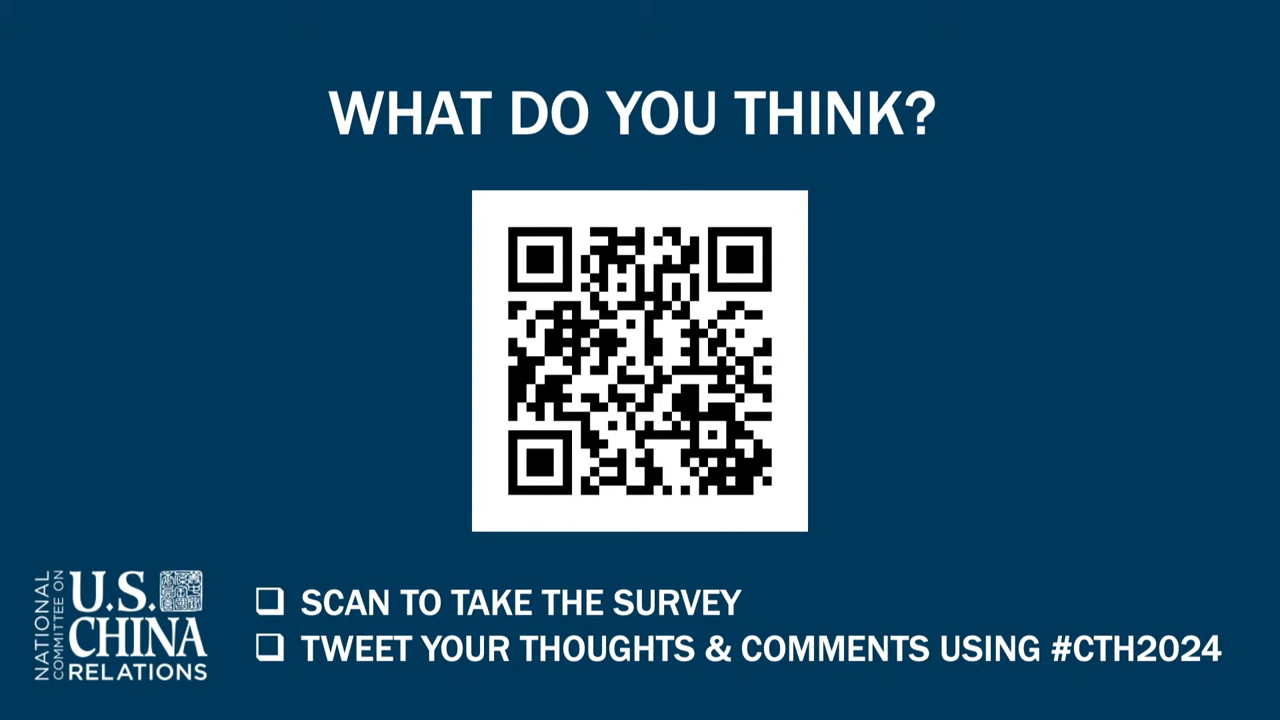 WHAT DO YOU THINK?
NATIONAL
COMMITTEE ON
U.S.
CHINA
RELATIONS
SCAN TO TAKE THE SURVEY
TWEET YOUR THOUGHTS & COMMENTS USING #CTH2024